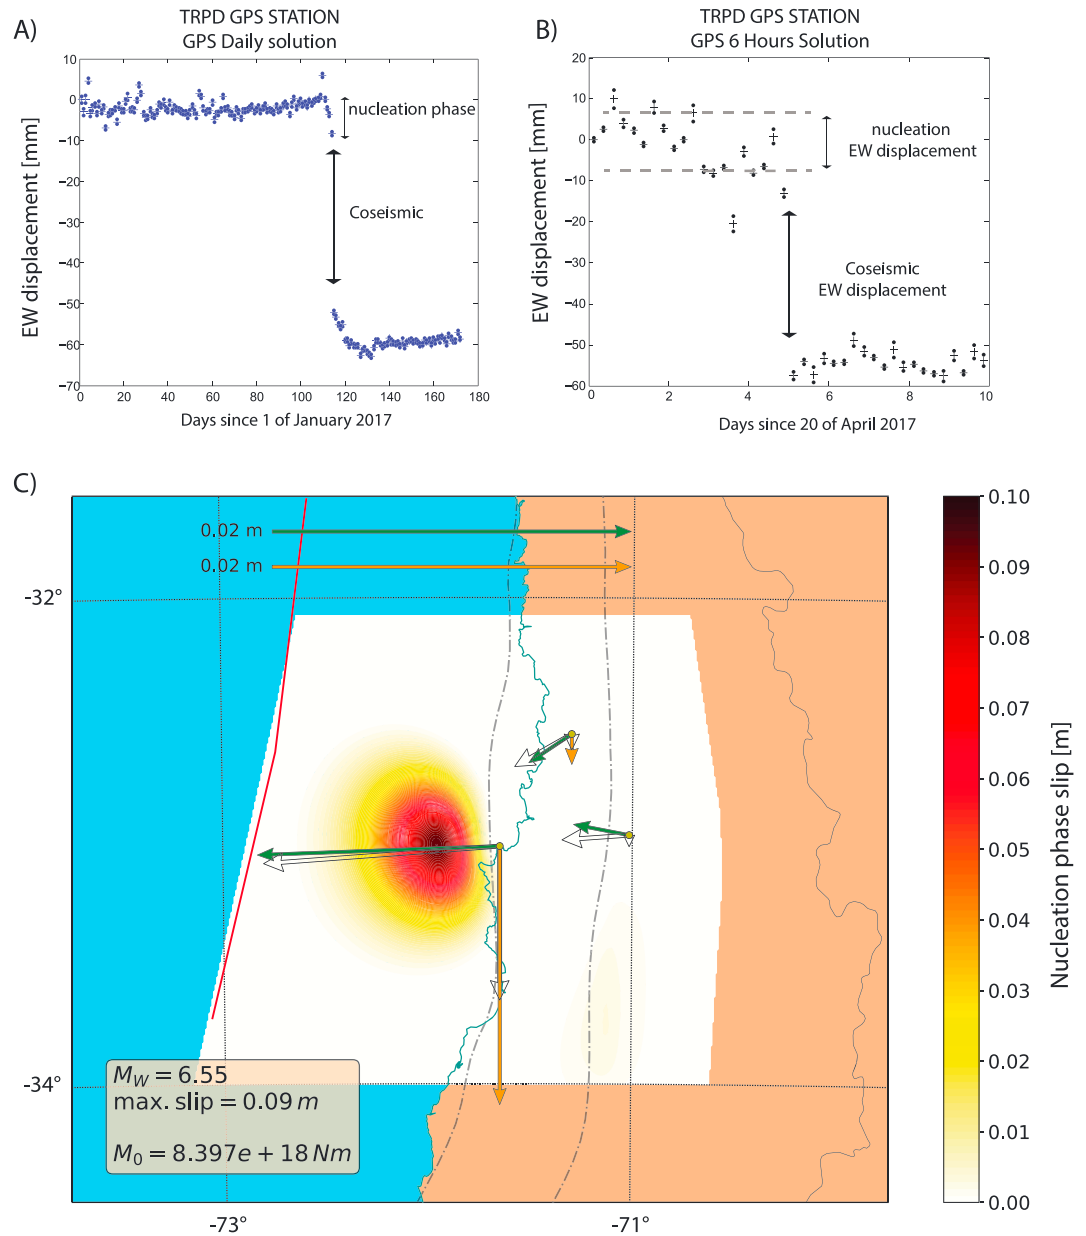 TRPD GPS STATION
A)
GPS Daily solution
EW displacement [mm]
10
0
−10
−20
−30
−40
−50
−60
−70
nucleation phase
Coseismic
0 20 40 60 80 100 120 140 160 180
Days since 1 of January 2017
TRPD GPS STATION
B)
GPS 6 Hours Solution
EW displacement [mm]
20
10
0
−10
−20
−30
−40
−50
−60
nucleation
EW displacement
Coseismic
EW displacement
0 2 4 6 8 10
Days since 20 of April 2017
C)
0.02 m
0.02 m
-32°
-34°
-73° -71°
M_W = 6.55
max. slip = 0.09 m
M_0 = 8.397e + 18 Nm
0.10
0.09
0.08
0.07
0.06
0.05
0.04
0.03
0.02
0.01
0.00
Nucleation phase slip [m]